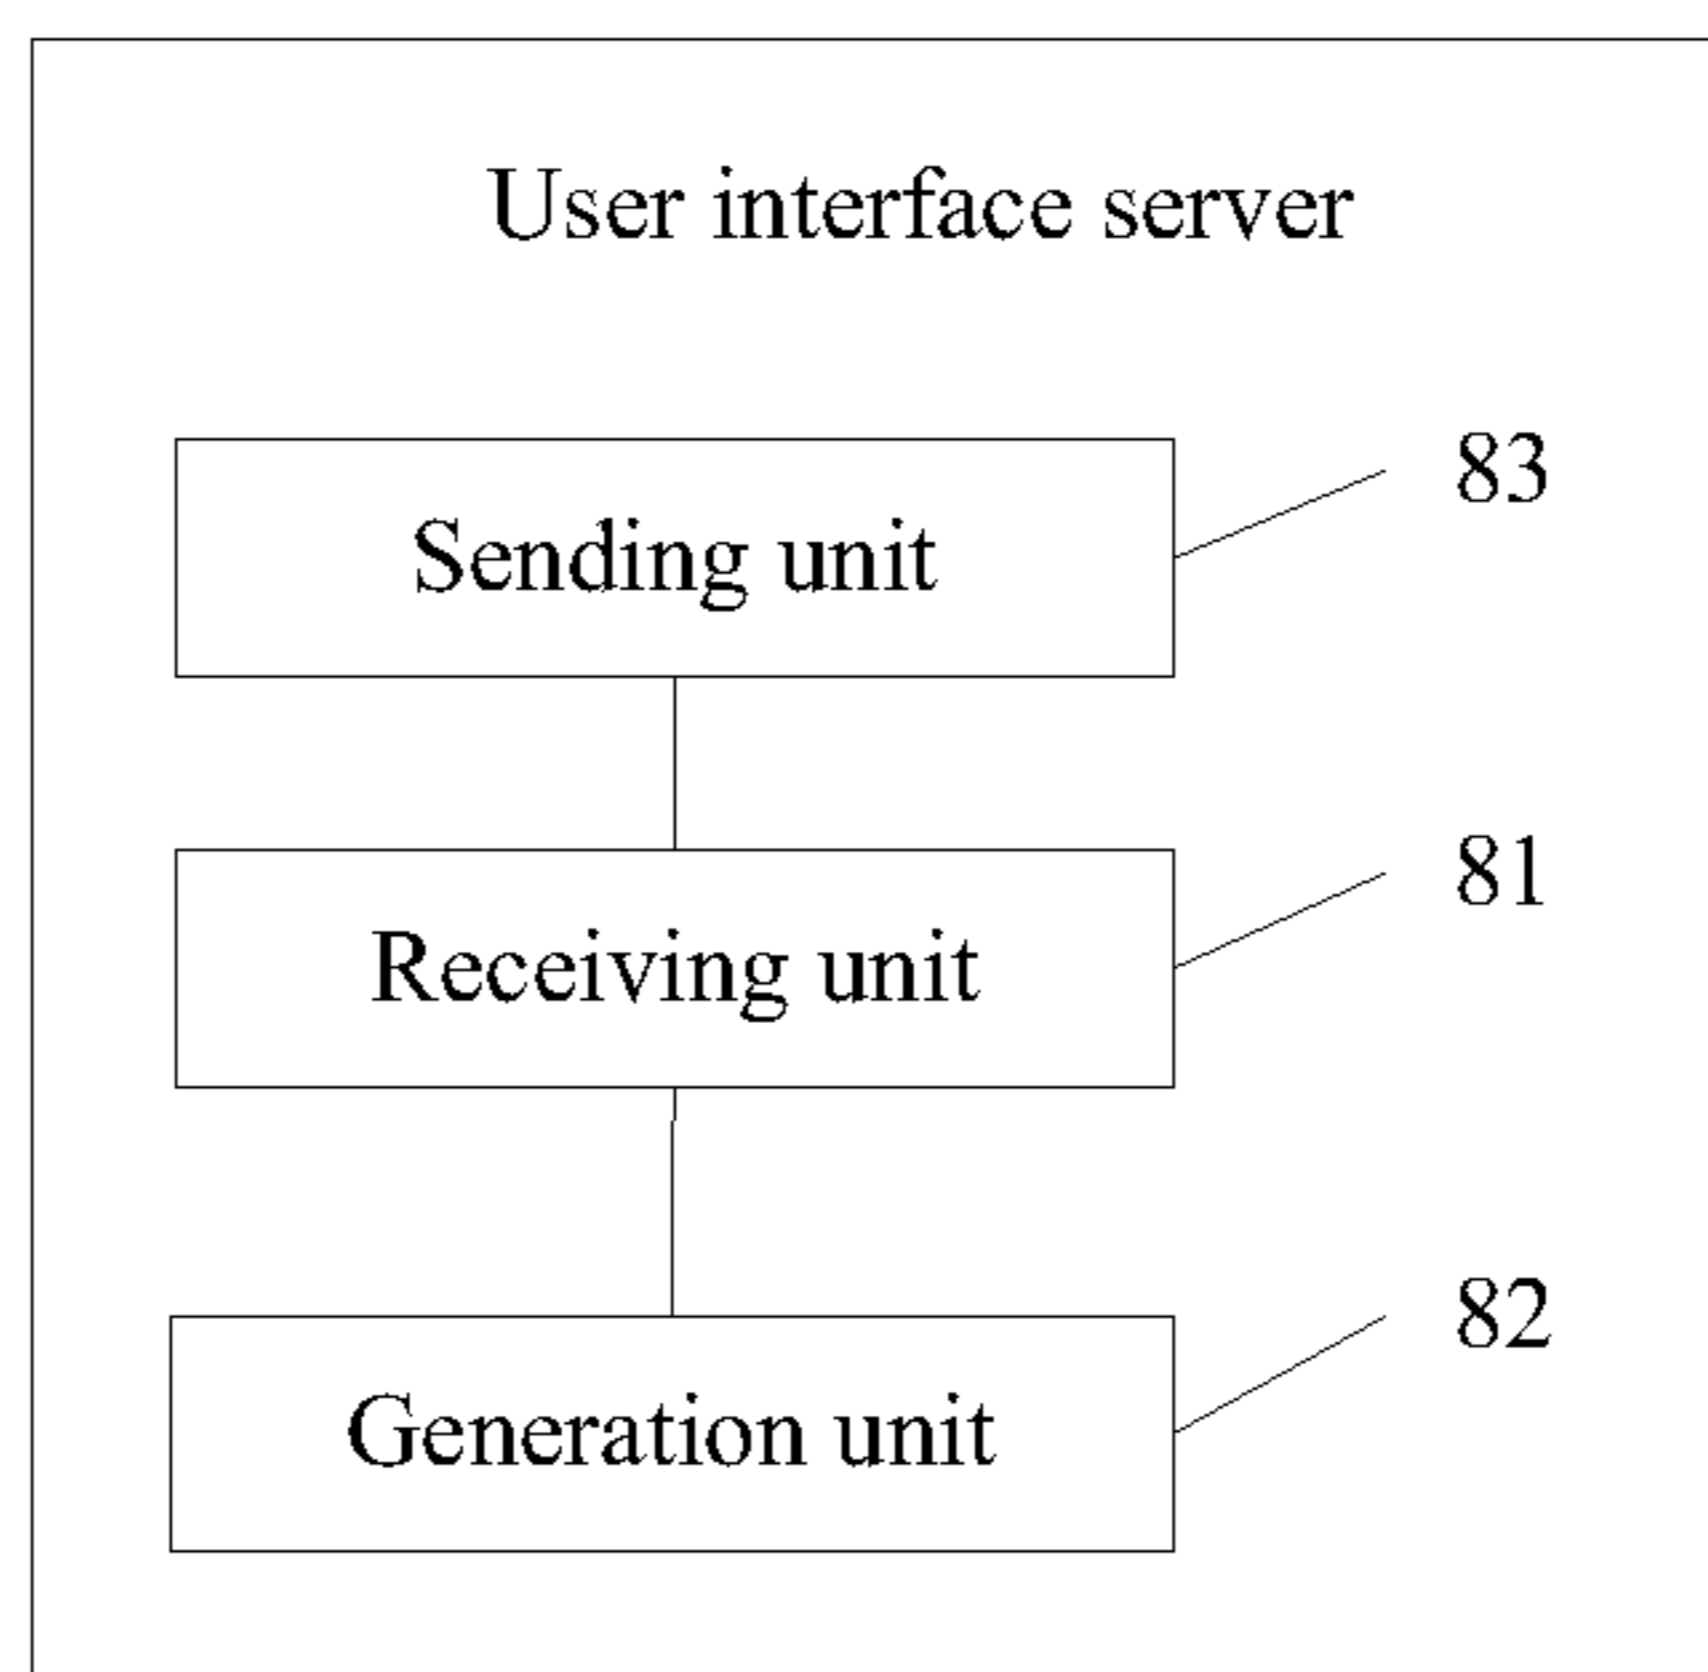 User interface server
83
Sending unit
81
Receiving unit
82
Generation unit